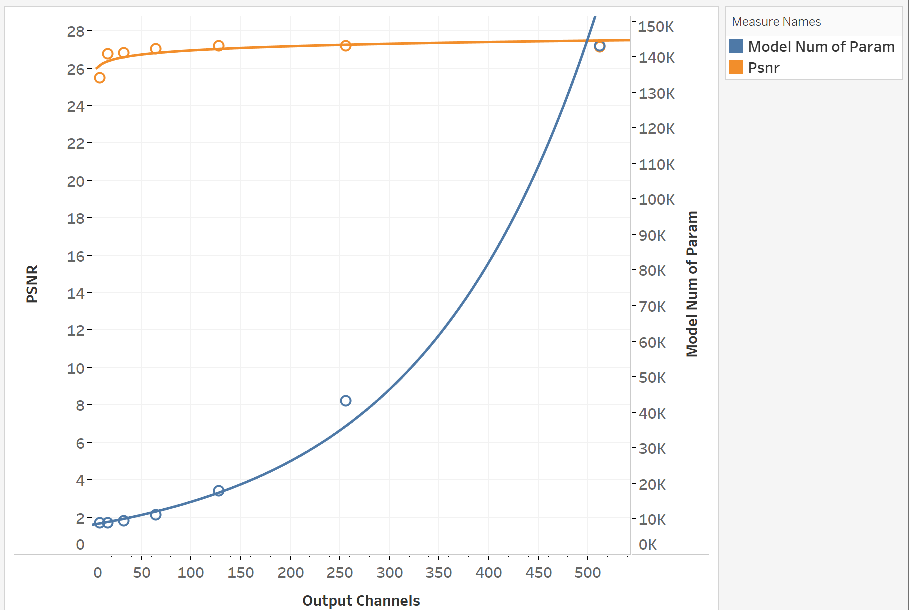 Measure Names
Model Num of Param
Psnr
PSNR
28
26
24
22
20
18
16
14
12
10
8
6
4
2
0
150K
140K
130K
120K
110K
100K
90K
80K
70K
60K
50K
40K
30K
20K
10K
0K
Model Num of Param
0 50 100 150 200 250 300 350 400 450 500
Output Channels